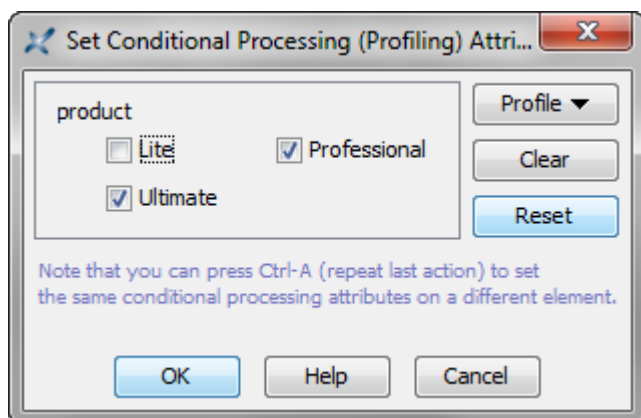 Set Conditional Processing (Profiling) Attri...
product
Lite
Professional
Ultimate
Profile
Clear
Reset
Note that you can press Ctrl-A (repeat last action) to set
the same conditional processing attributes on a different element.
OK
Help
Cancel